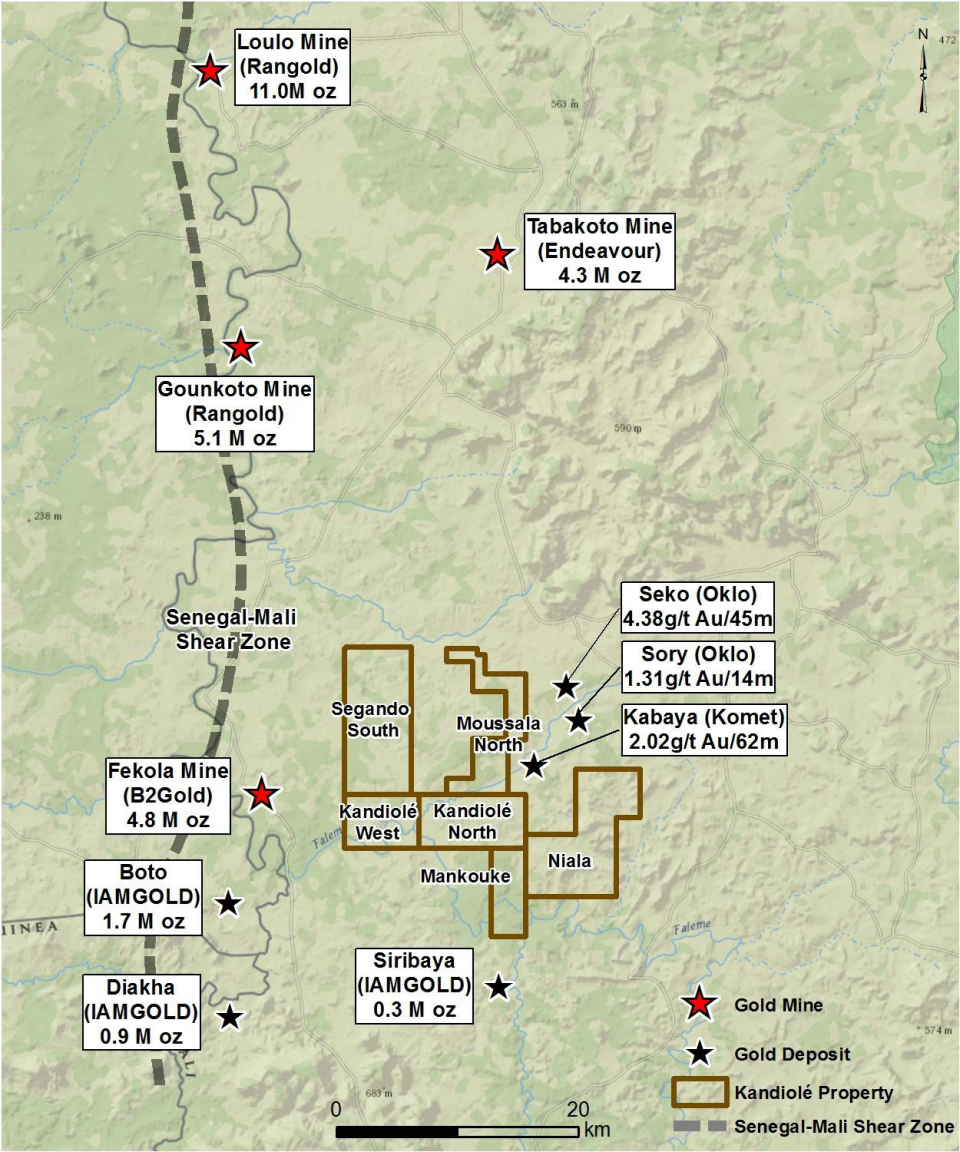 Loulo Mine
(Rangold)
11.0M oz
N
472
563 m
Tabakoto Mine
(Endeavour)
4.3 M oz
Gounkoto Mine
(Rangold)
5.1 M oz
590 m
238 m
Senegal-Mali
Shear Zone
Seko (Oklo)
4.38g/t Au/45m
Sory (Oklo)
1.31g/t Au/14m
Kabaya (Komet)
2.02g/t Au/62m
Segando
South
Moussala
North
Fekola Mine
(B2Gold)
4.8 M oz
Kandiolé
West
Kandiolé
North
Faleme
Mankouke
Niala
Boto
(IAMGOLD)
1.7 M oz
UINEA
Faleme
Siribaya
(IAMGOLD)
0.3 M oz
Diakha
(IAMGOLD)
0.9 M oz
ALI
Gold Mine
574 m
Gold Deposit
683 m
Kandiolé Property
0 20
km
Senegal-Mali Shear Zone